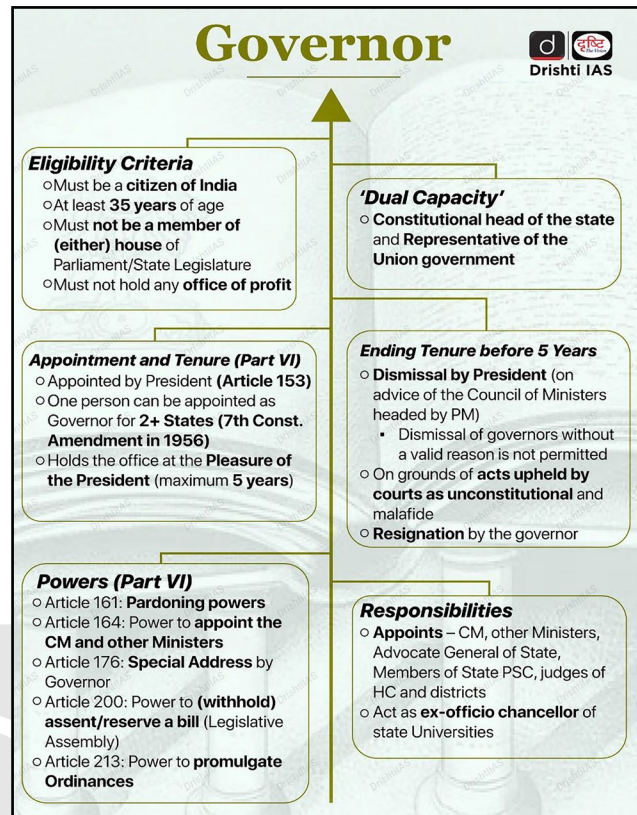 Governor
d
दृष्टि
The Vision
Drishti IAS
Eligibility Criteria
Must be a citizen of India
At least 35 years of age
Must not be a member of
(either) house of
Parliament/State Legislature
Must not hold any office of profit
'Dual Capacity'
Constitutional head of the state
and Representative of the
Union government
Appointment and Tenure (Part VI)
Appointed by President (Article 153)
One person can be appointed as
Governor for 2+ States (7th Const.
Amendment in 1956)
Holds the office at the Pleasure of
the President (maximum 5 years)
Ending Tenure before 5 Years
Dismissal by President (on
advice of the Council of Ministers
headed by PM)
Dismissal of governors without
a valid reason is not permitted
On grounds of acts upheld by
courts as unconstitutional and
malafide
Resignation by the governor
Powers (Part VI)
Article 161: Pardoning powers
Article 164: Power to appoint the
CM and other Ministers
Article 176: Special Address by
Governor
Article 200: Power to (withhold)
assent/reserve a bill (Legislative
Assembly)
Article 213: Power to promulgate
Ordinances
Responsibilities
Appoints – CM, other Ministers,
Advocate General of State,
Members of State PSC, judges of
HC and districts
Act as ex-officio chancellor of
state Universities